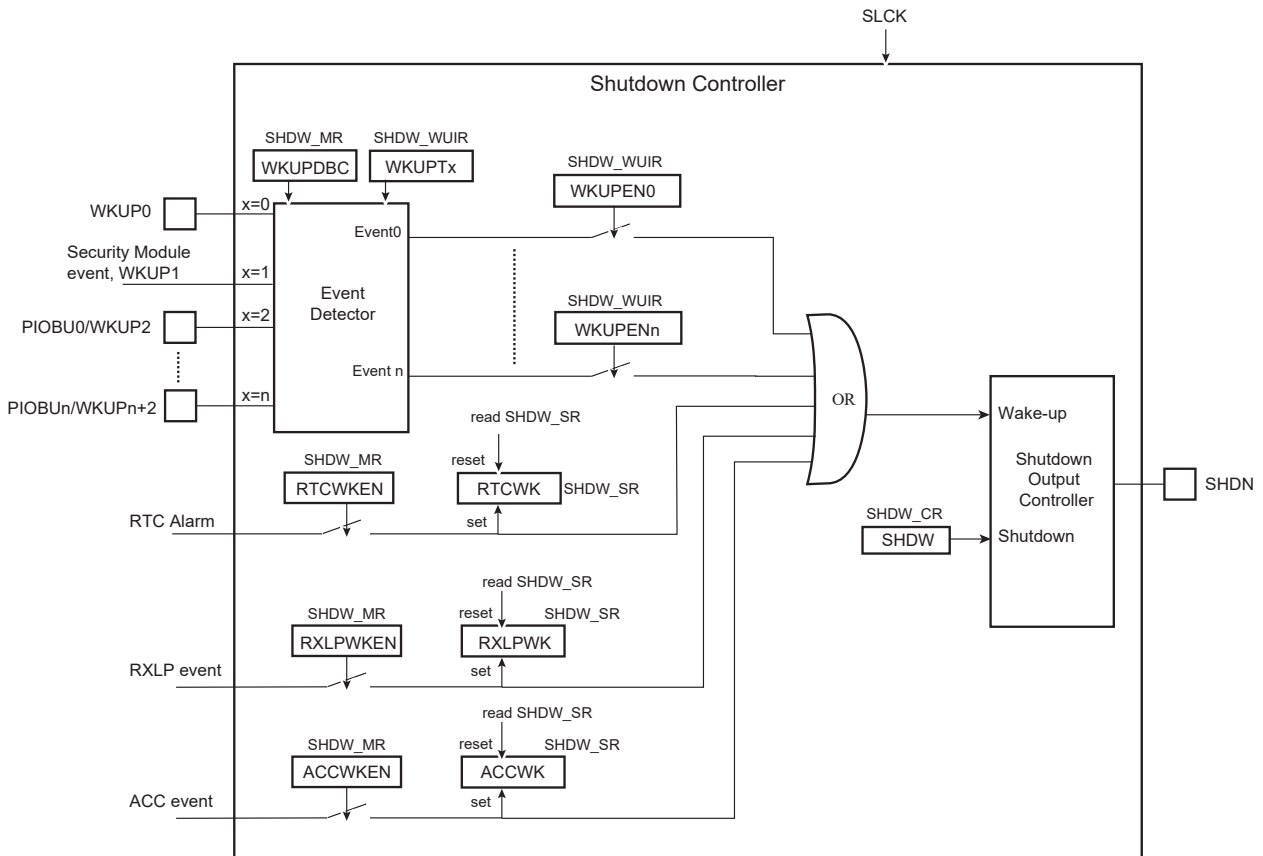 SLCK
Shutdown Controller
SHDW_MR
SHDW_WUIR
WKUPDBC
WKUPTx
SHDW_WUIR
WKUPEN0
WKUP0
x=0
Event0
Security Module
event, WKUP1
x=1
Event
Detector
SHDW_WUIR
WKUPENn
PIOBU0/WKUP2
x=2
Event n
PIOBUn/WKUPn+2
x=n
OR
Wake-up
Shutdown
Output
Controller
SHDN
SHDW_CR
SHDW
Shutdown
read SHDW_SR
SHDW_MR
reset
RTCWKEN
RTCWK
SHDW_SR
RTC Alarm
set
read SHDW_SR
SHDW_MR
reset
SHDW_SR
RXLPWKEN
RXLPWK
RXLP event
set
read SHDW_SR
SHDW_MR
reset
SHDW_SR
ACCWKEN
ACCWK
ACC event
set